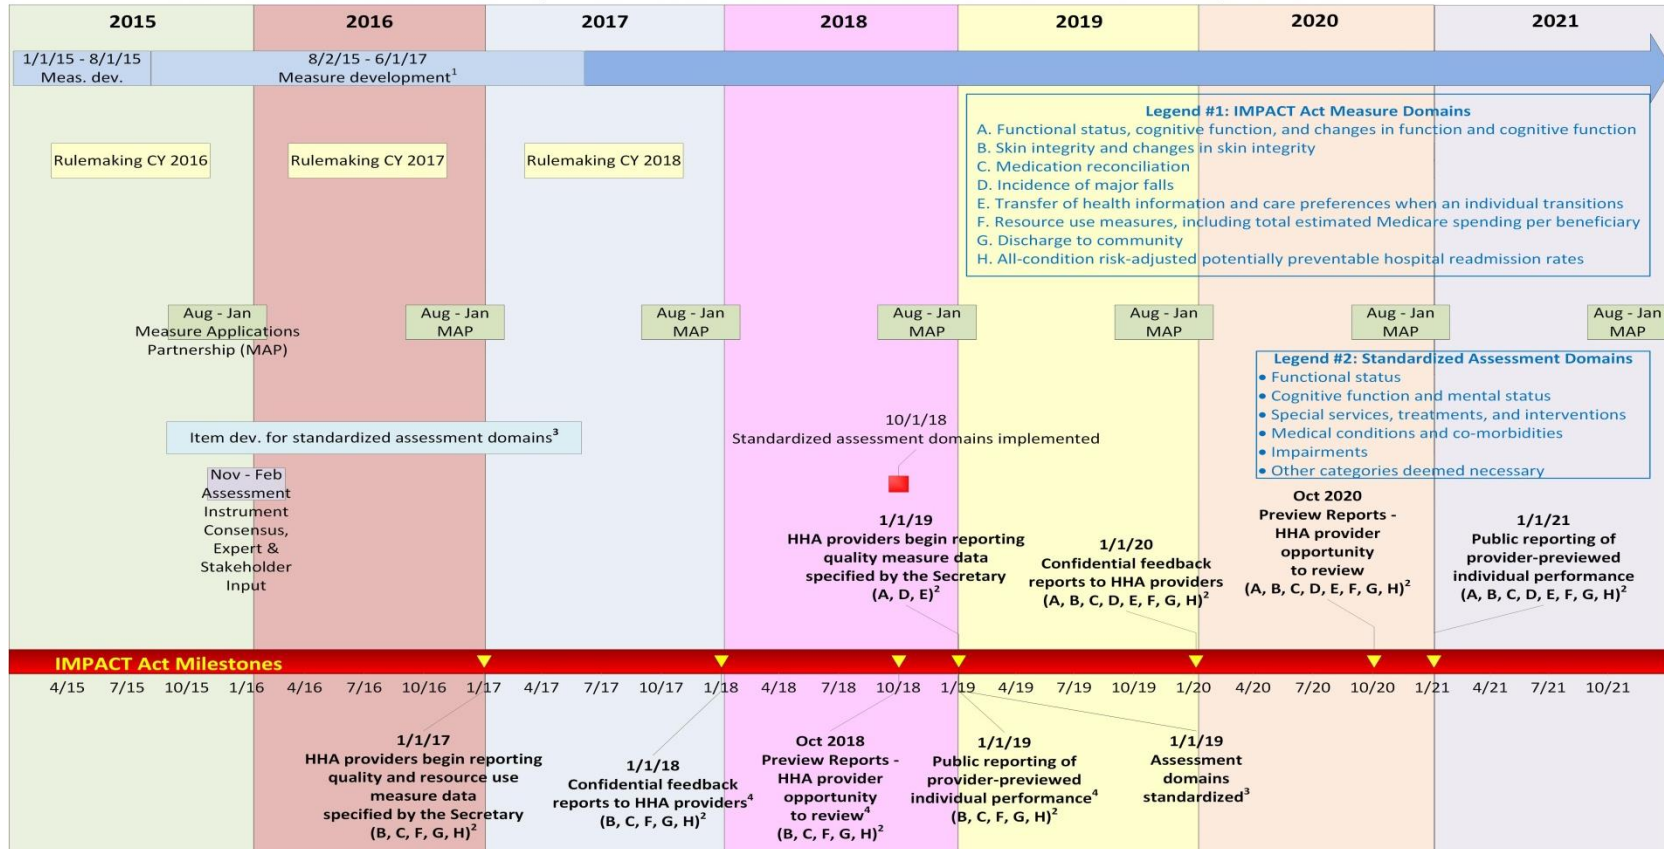 2015
2016
2017
2018
2019
2020
2021
1/1/15 - 8/1/15
Meas. dev.
8/2/15 - 6/1/17
Measure development¹
Legend #1: IMPACT Act Measure Domains
A. Functional status, cognitive function, and changes in function and cognitive function
B. Skin integrity and changes in skin integrity
C. Medication reconciliation
D. Incidence of major falls
E. Transfer of health information and care preferences when an individual transitions
F. Resource use measures, including total estimated Medicare spending per beneficiary
G. Discharge to community
H. All-condition risk-adjusted potentially preventable hospital readmission rates
Rulemaking CY 2016
Rulemaking CY 2017
Rulemaking CY 2018
Aug - Jan
Measure Applications
Partnership (MAP)
Aug - Jan
MAP
Aug - Jan
MAP
Aug - Jan
MAP
Aug - Jan
MAP
Aug - Jan
MAP
Aug - Jan
MAP
Legend #2: Standardized Assessment Domains
• Functional status
• Cognitive function and mental status
• Special services, treatments, and interventions
• Medical conditions and co-morbidities
• Impairments
• Other categories deemed necessary
Item dev. for standardized assessment domains³
10/1/18
Standardized assessment domains implemented
Nov - Feb
Assessment
Instrument
Consensus,
Expert &
Stakeholder
Input
1/1/19
HHA providers begin reporting
quality measure data
specified by the Secretary
(A, D, E)²
1/1/20
Confidential feedback
reports to HHA providers
(A, B, C, D, E, F, G, H)²
Oct 2020
Preview Reports -
HHA provider
opportunity
to review
(A, B, C, D, E, F, G, H)²
1/1/21
Public reporting of
provider-previewed
individual performance
(A, B, C, D, E, F, G, H)²
IMPACT Act Milestones
4/15 7/15 10/15 1/16 4/16 7/16 10/16 1/17 4/17 7/17 10/17 1/18 4/18 7/18 10/18 1/19 4/19 7/19 10/19 1/20 4/20 7/20 10/20 1/21 4/21 7/21 10/21
1/1/17
HHA providers begin reporting
quality and resource use
measure data
specified by the Secretary
(B, C, F, G, H)²
1/1/18
Confidential feedback
reports to HHA providers⁴
(B, C, F, G, H)²
Oct 2018
Preview Reports -
HHA provider
opportunity
to review⁴
(B, C, F, G, H)²
1/1/19
Public reporting of
provider-previewed
individual performance⁴
(B, C, F, G, H)²
1/1/19
Assessment
domains
standardized³